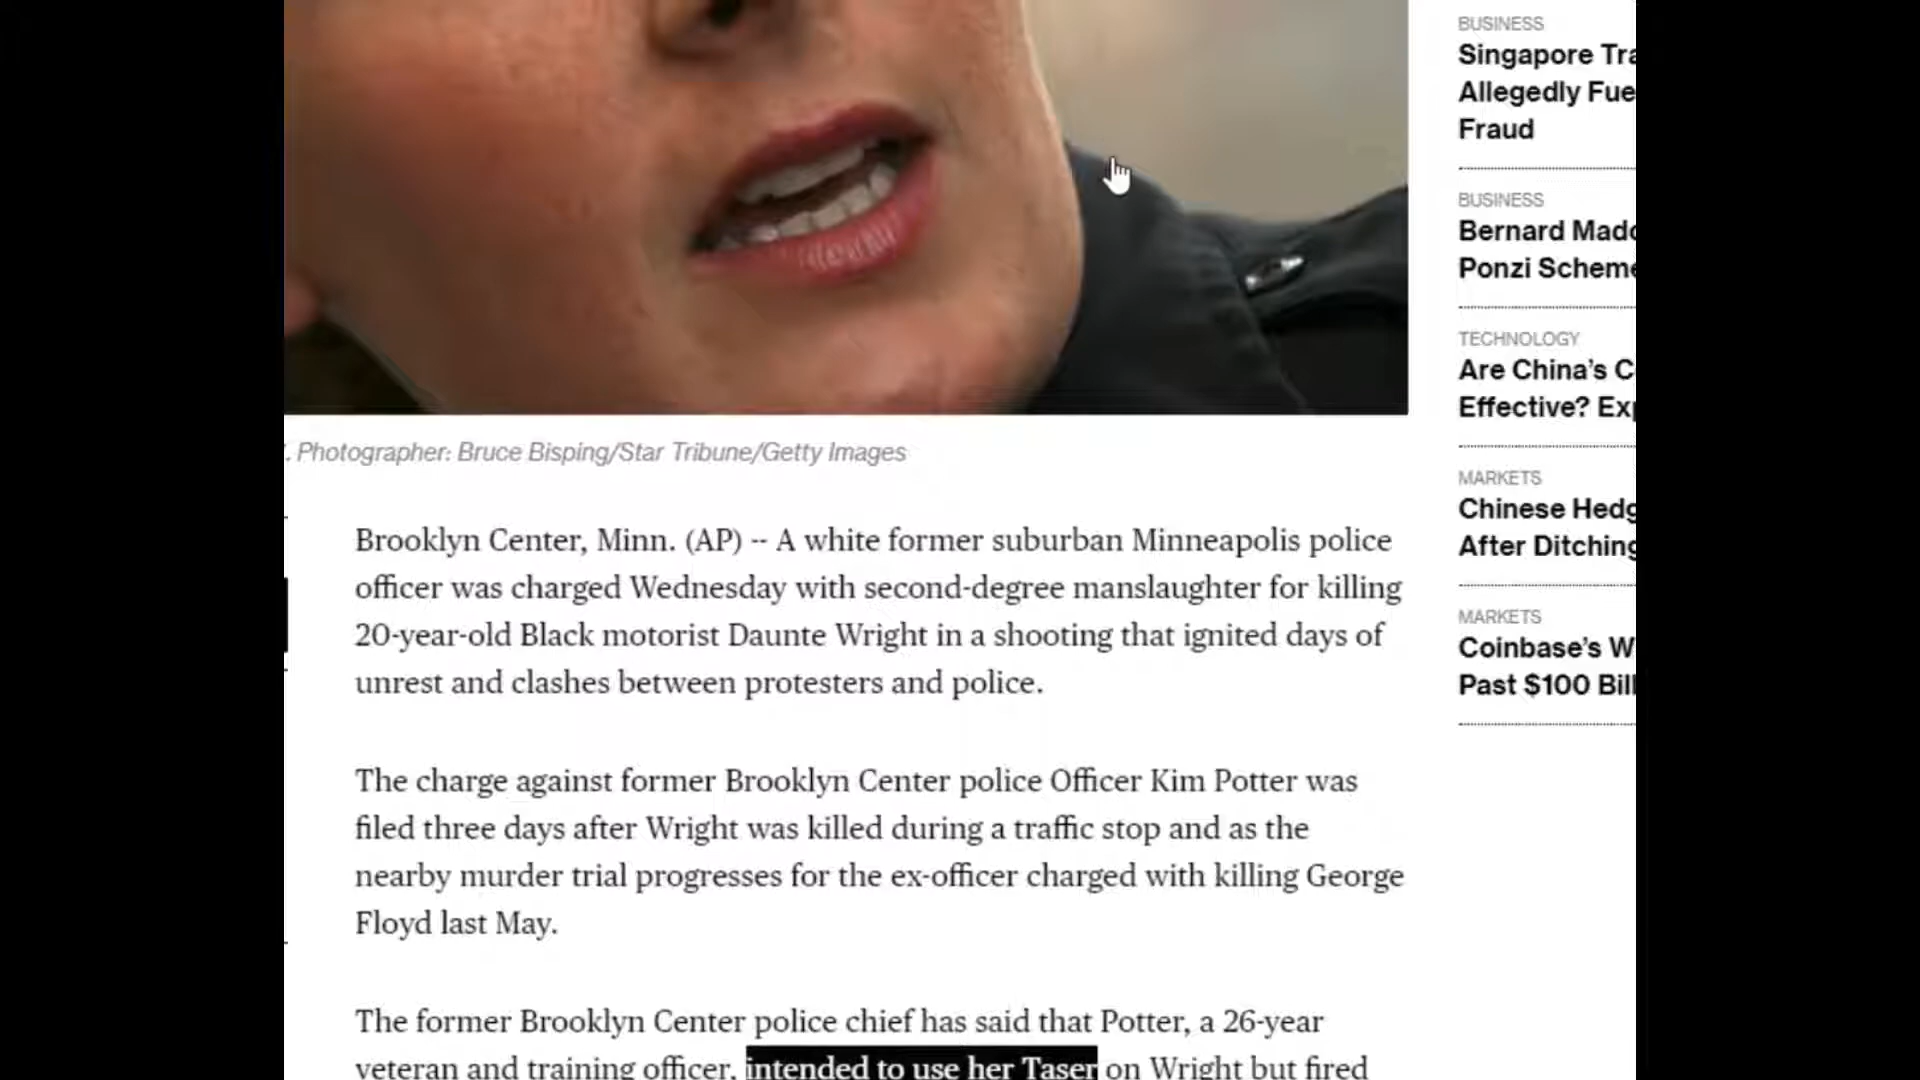 . Photographer: Bruce Bisping/Star Tribune/Getty Images
Brooklyn Center, Minn. (AP) -- A white former suburban Minneapolis police
officer was charged Wednesday with second-degree manslaughter for killing
20-year-old Black motorist Daunte Wright in a shooting that ignited days of
unrest and clashes between protesters and police.
The charge against former Brooklyn Center police Officer Kim Potter was
filed three days after Wright was killed during a traffic stop and as the
nearby murder trial progresses for the ex-officer charged with killing George
Floyd last May.
The former Brooklyn Center police chief has said that Potter, a 26-year
veteran and training officer, intended to use her Taser on Wright but fired
BUSINESS
Singapore Tra
Allegedly Fue
Fraud
BUSINESS
Bernard Mado
Ponzi Scheme
TECHNOLOGY
Are China's C
Effective? Exp
MARKETS
Chinese Hedg
After Ditching
MARKETS
Coinbase's W
Past $100 Bill